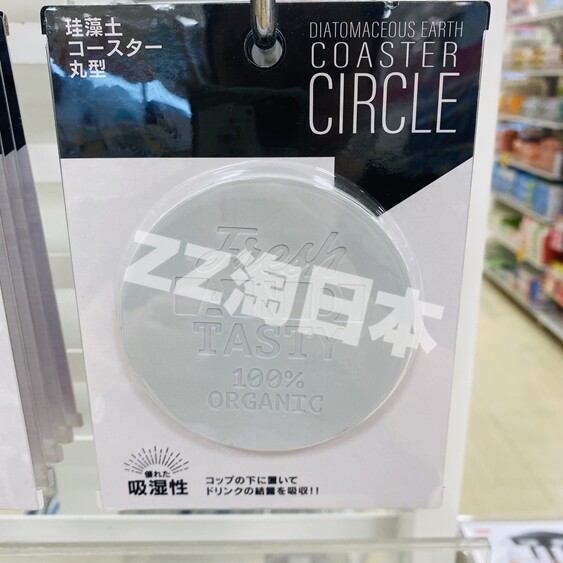 珪藻土
コースター
丸型
DIATOMACEOUS EARTH
COASTER
CIRCLE
Fresh
TASTY
100%
ORGANIC
ZZ淘日本
優れた
吸湿性
コップの下に置いて
ドリンクの結露を吸収!!